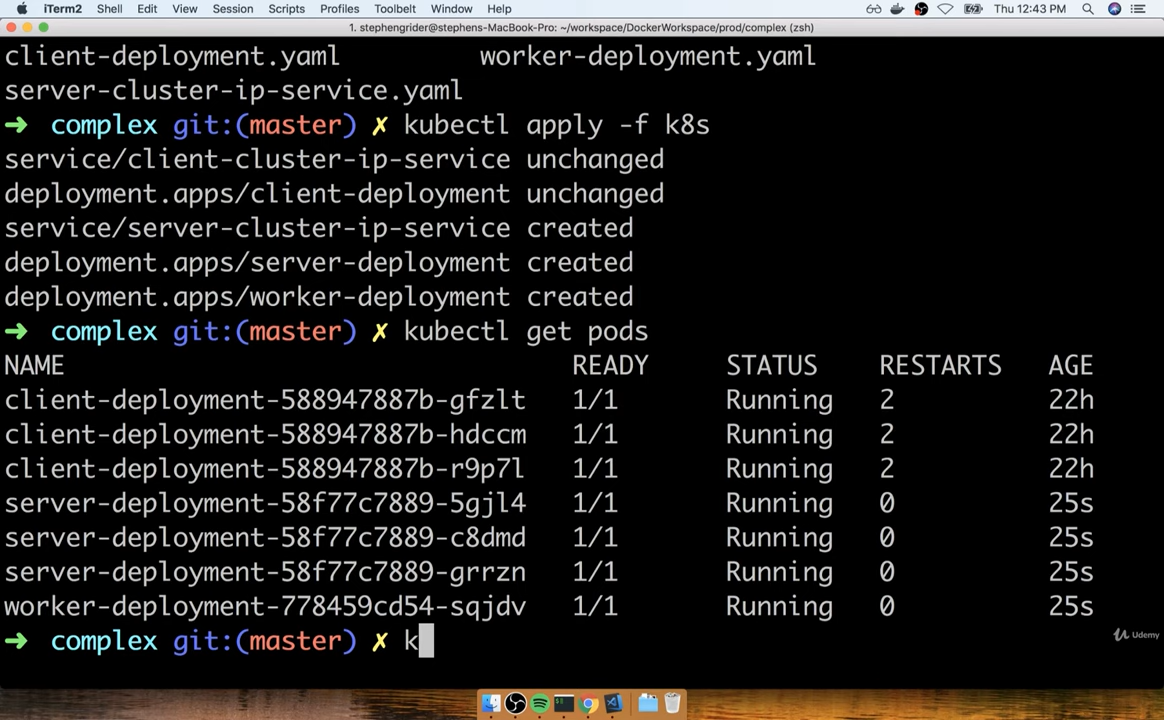 iTerm2 Shell Edit View Session Scripts Profiles Toolbelt Window Help Thu 12:43 PM
1. stephengrider@stephens-MacBook-Pro: ~/workspace/DockerWorkspace/prod/complex (zsh)
client-deployment.yaml worker-deployment.yaml
server-cluster-ip-service.yaml
➜ complex git:(master) ✗ kubectl apply -f k8s
service/client-cluster-ip-service unchanged
deployment.apps/client-deployment unchanged
service/server-cluster-ip-service created
deployment.apps/server-deployment created
deployment.apps/worker-deployment created
➜ complex git:(master) ✗ kubectl get pods
NAME READY STATUS RESTARTS AGE
client-deployment-588947887b-gfzlt 1/1 Running 2 22h
client-deployment-588947887b-hdccm 1/1 Running 2 22h
client-deployment-588947887b-r9p7l 1/1 Running 2 22h
server-deployment-58f77c7889-5gjl4 1/1 Running 0 25s
server-deployment-58f77c7889-c8dmd 1/1 Running 0 25s
server-deployment-58f77c7889-grrzn 1/1 Running 0 25s
worker-deployment-778459cd54-sqjdv 1/1 Running 0 25s
➜ complex git:(master) ✗ k
Udemy